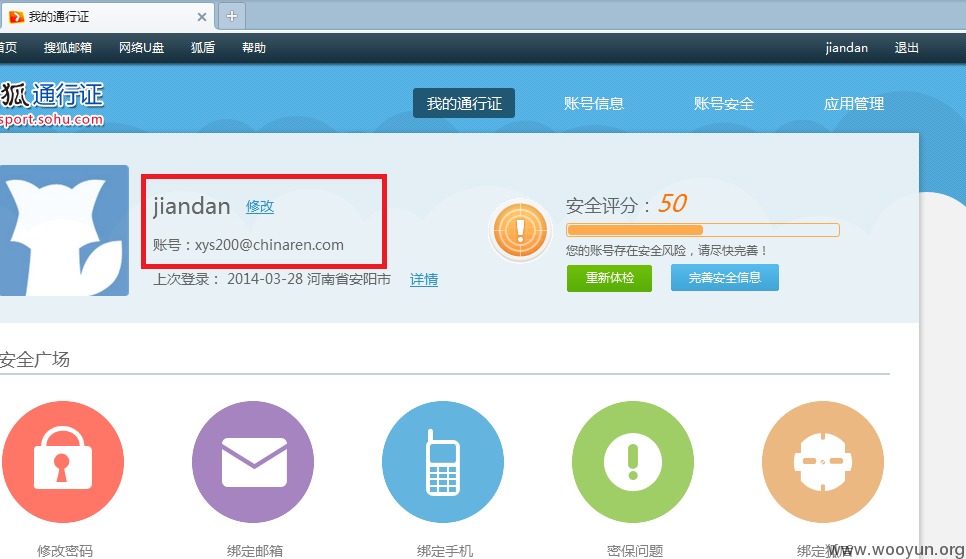 我的通行证
首页 搜狐邮箱 网络U盘 狐盾 帮助 jiandan 退出
狐 通行证
sport.sohu.com
我的通行证 账号信息 账号安全 应用管理
jiandan 修改
账号：xys200@chinaren.com
上次登录： 2014-03-28 河南省安阳市 详情
安全评分：50
您的账号存在安全风险，请尽快完善！
重新体检 完善安全信息
安全广场
修改密码 绑定邮箱 绑定手机 密保问题 绑定狐盾
www.wooyun.org